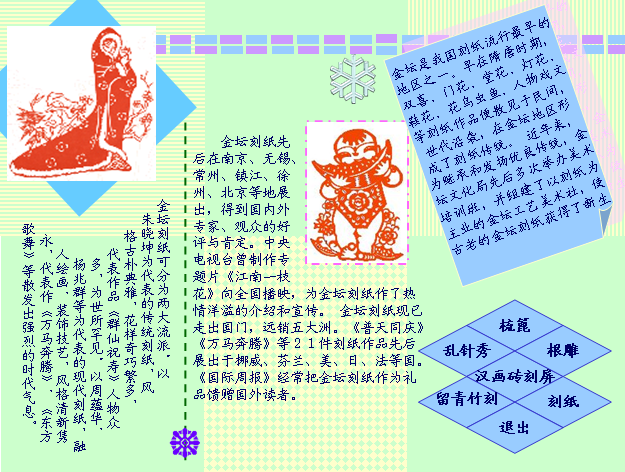 金坛是我国刻纸流行最早的
地区之一。早在隋唐时期，
双喜、门花、堂花、灯花、
鞋花、花鸟虫鱼、人物戏文
等刻纸作品便散见于民间，
世代沿袭，在金坛地区形
成了刻纸传统。 近年来，
为继承和发扬优良传统，金
坛文化局先后多次举办美术
培训班，并组建了以刻纸为
主业的金坛工艺美术社，使
古老的金坛刻纸获得了新生
金坛刻纸先
后在南京、无锡、
常州、镇江、徐
州、北京等地展
出，得到国内外
专家、观众的好
评与肯定。中央
电视台曾制作专
题片《江南一枝
花》向全国播映，为金坛刻纸作了热
情洋溢的介绍和宣传。 金坛刻纸现已
走出国门，远销五大洲。《普天同庆》
《万马奔腾》等２１件刻纸作品先后
展出于挪威、芬兰、美、日、法等国。
《国际周报》经常把金坛刻纸作为礼
品馈赠国外读者。
金坛刻纸可分为两大流派。以
朱晓坤为代表的传统刻纸，风
格古朴典雅，花样奇巧繁多，
代表作品《群仙祝寿》人物众
多，为世所罕见。以周蕴华、
杨兆群等为代表的现代刻纸，融
人绘画、装饰技艺，风格清新隽
永，代表作《万马奔腾》、《东方
歌舞》等散发出强烈的时代气息。
梳篦
乱针秀
根雕
汉画砖刻屏
留青竹刻
刻纸
退出